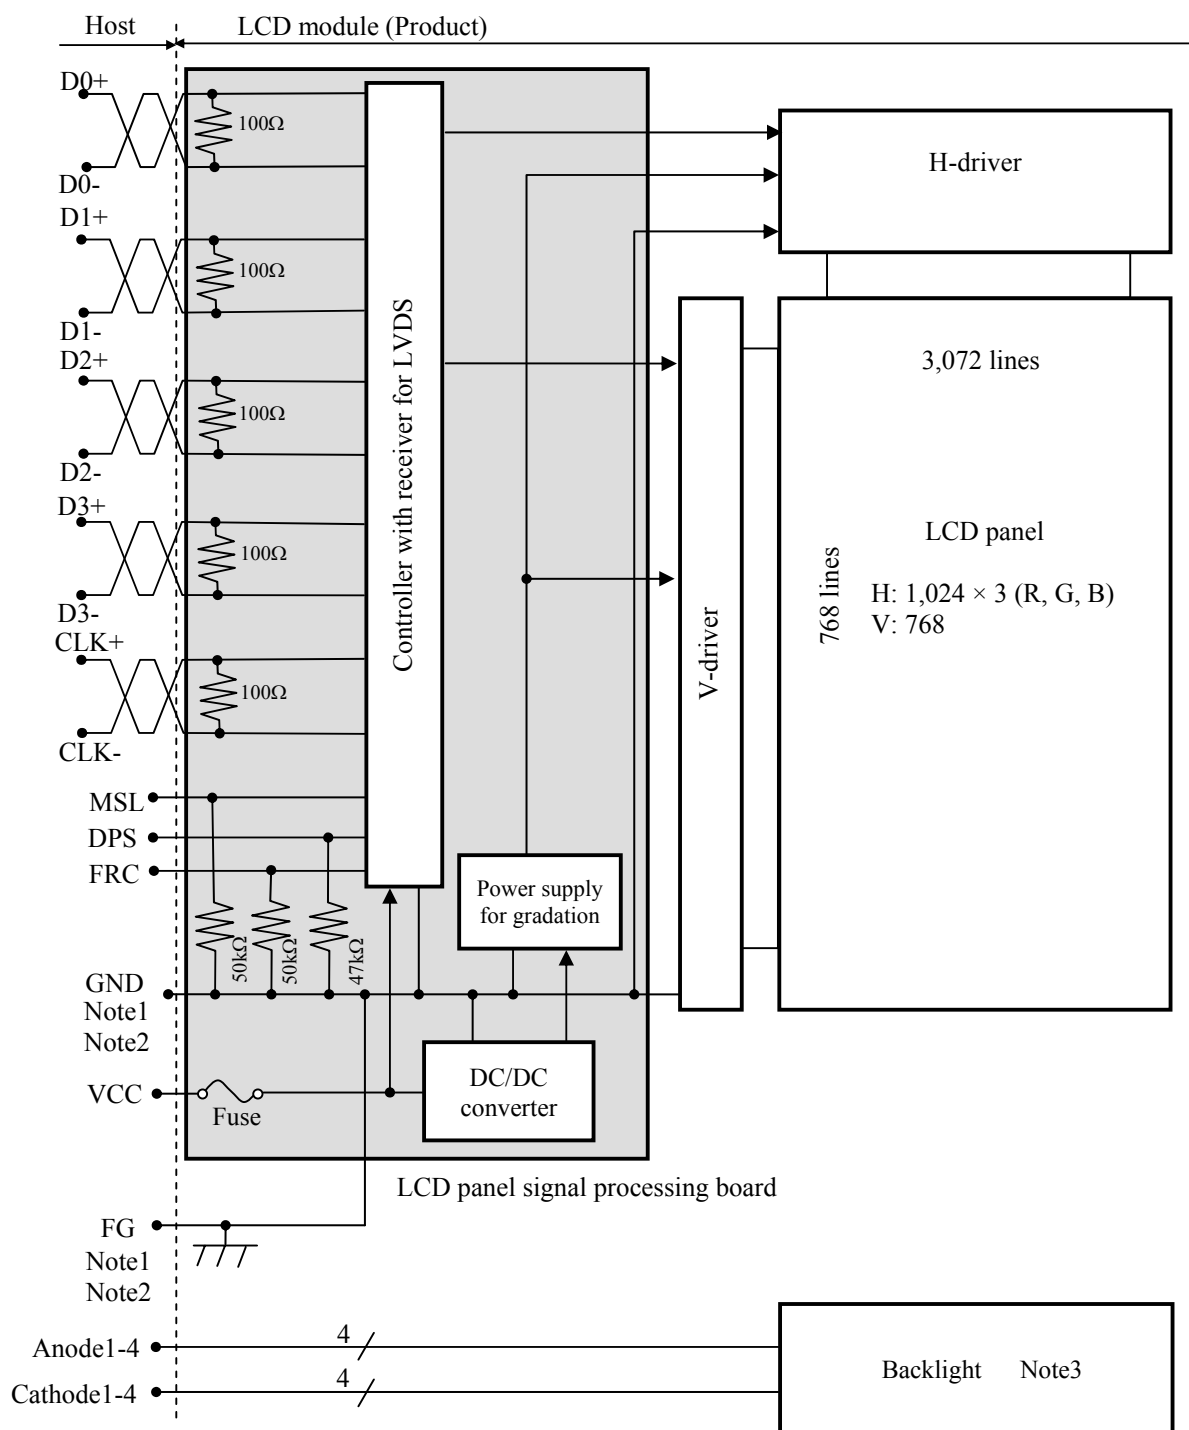 Host
LCD module (Product)
D0+
100Ω
D0-
D1+
100Ω
D1-
D2+
100Ω
D2-
D3+
100Ω
D3-
CLK+
100Ω
CLK-
MSL
DPS
FRC
50kΩ
50kΩ
47kΩ
GND
Note1
Note2
VCC
Fuse
Controller with receiver for LVDS
Power supply
for gradation
DC/DC
converter
LCD panel signal processing board
H-driver
V-driver
3,072 lines
768 lines
LCD panel
H: 1,024 × 3 (R, G, B)
V: 768
FG
Note1
Note2
Anode1-4
4
Cathode1-4
4
Backlight Note3